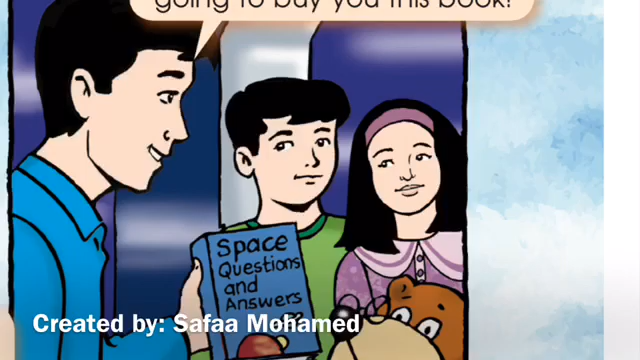 going to buy you this book!
Space
Questions
and
Answers
Created by: Safaa Mohamed